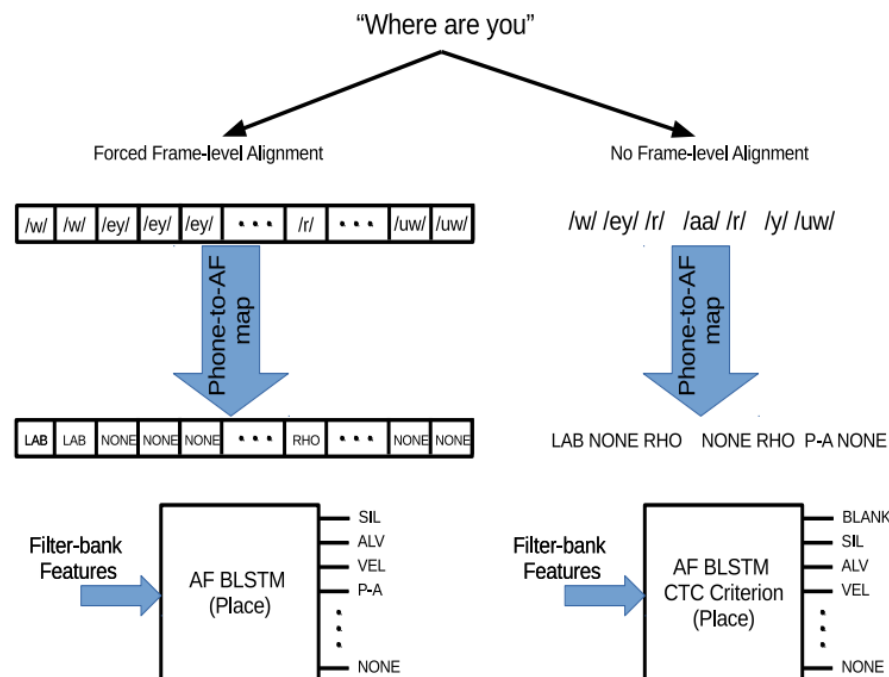 “Where are you”
Forced Frame-level Alignment
No Frame-level Alignment
/w/ /w/ /ey/ /ey/ /ey/ ... /r/ ... /uw/ /uw/
/w/ /ey/ /r/ /aa/ /r/ /y/ /uw/
Phone-to-AF
map
Phone-to-AF
map
LAB LAB NONE NONE NONE ... RHO ... NONE NONE
LAB NONE RHO NONE RHO P-A NONE
Filter-bank
Features
AF BLSTM
(Place)
SIL
ALV
VEL
P-A
NONE
Filter-bank
Features
AF BLSTM
CTC Criterion
(Place)
BLANK
SIL
ALV
VEL
NONE